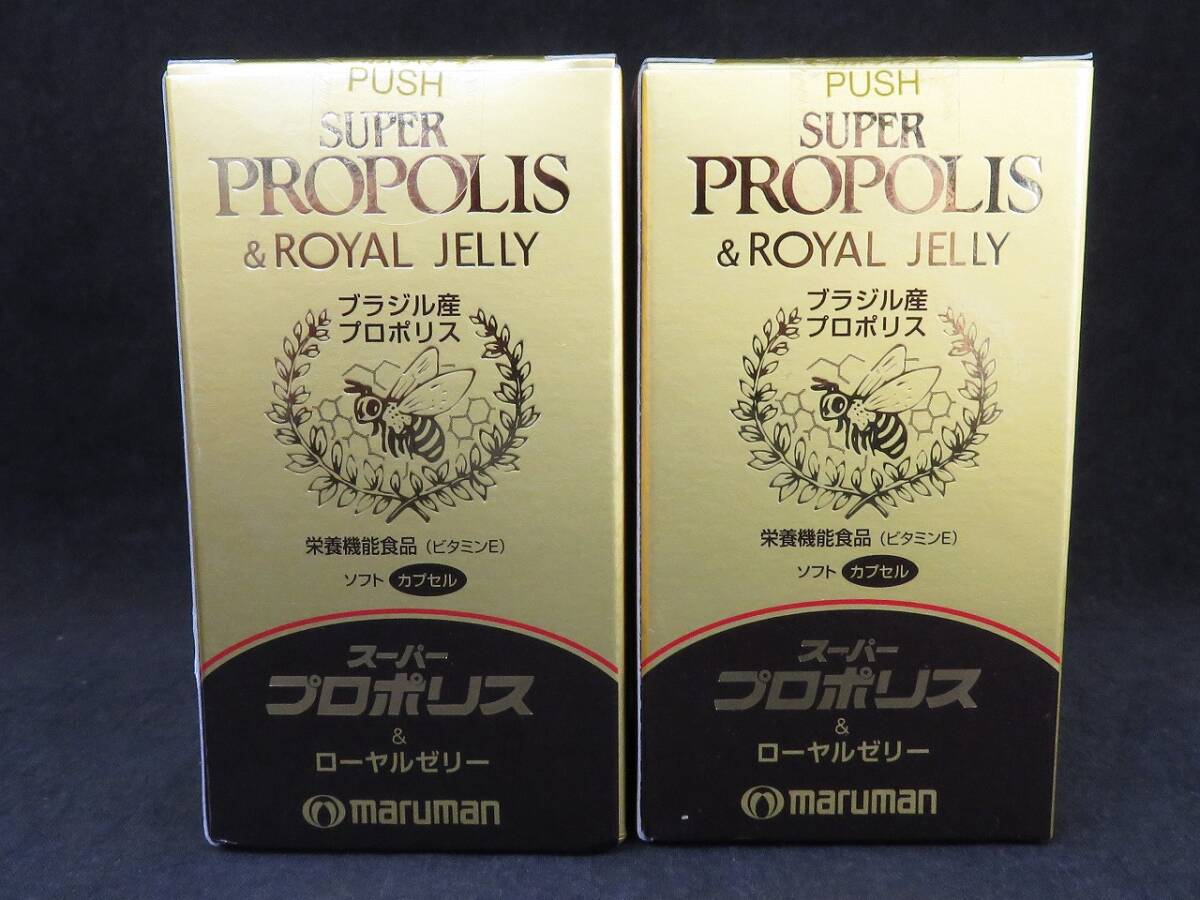 PUSH
SUPER
PROPOLIS
& ROYAL JELLY
ブラジル産
プロポリス
栄養機能食品（ビタミンE）
ソフト カプセル
スーパー
プロポリス
&
ローヤルゼリー
maruman
PUSH
SUPER
PROPOLIS
& ROYAL JELLY
ブラジル産
プロポリス
栄養機能食品（ビタミンE）
ソフト カプセル
スーパー
プロポリス
&
ローヤルゼリー
maruman